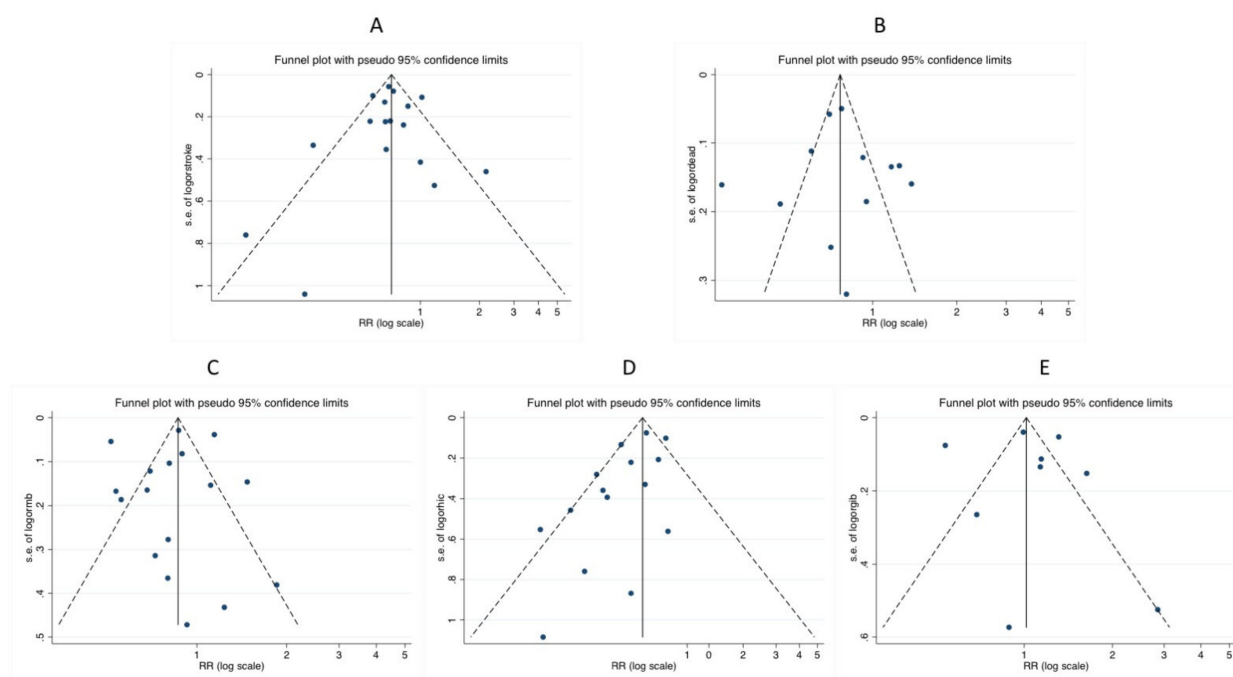 A
Funnel plot with pseudo 95% confidence limits
s.e. of logorstroke
0
.2
.4
.6
.8
1
1 2 3 4 5
RR (log scale)
B
Funnel plot with pseudo 95% confidence limits
s.e. of logordead
0
.1
.2
.3
1 2 3 4 5
RR (log scale)
C
Funnel plot with pseudo 95% confidence limits
s.e. of logormb
0
.1
.2
.3
.4
.5
1 2 3 4 5
RR (log scale)
D
Funnel plot with pseudo 95% confidence limits
s.e. of logorhic
0
.2
.4
.6
.8
1
1 0 2 3 4 5
RR (log scale)
E
Funnel plot with pseudo 95% confidence limits
s.e. of logorgib
0
.2
.4
.6
1 2 3 4 5
RR (log scale)